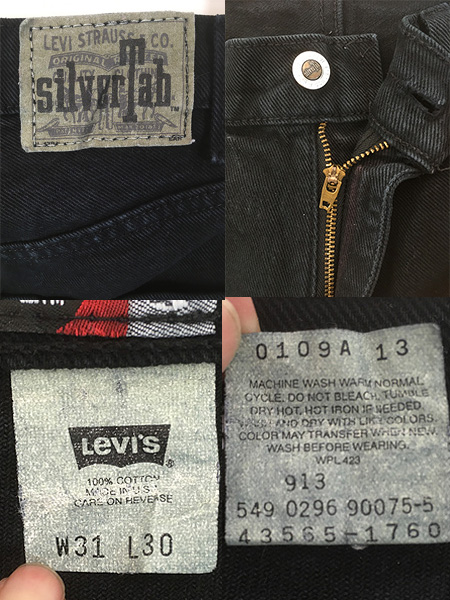 LEVI STRAUSS & CO.
ORIGINAL
silverTab
TM
LEVI'S
®
100% COTTON
MADE IN U.S.
CARE ON REVERSE
W31 L30
0109A 13
MACHINE WASH WARM NORMAL
CYCLE. DO NOT BLEACH. TUMBLE
DRY HOT. HOT IRON IF NEEDED.
WASH AND DRY WITH LIKE COLORS.
COLOR MAY TRANSFER WHEN NEW.
WASH BEFORE WEARING.
WPL423
913
549 0296 90075-5
43565-1760